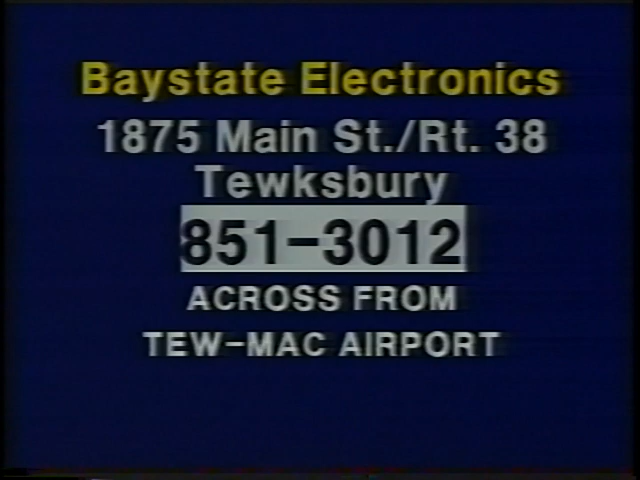 Baystate Electronics
1875 Main St./Rt. 38
Tewksbury
851-3012
ACROSS FROM
TEW-MAC AIRPORT